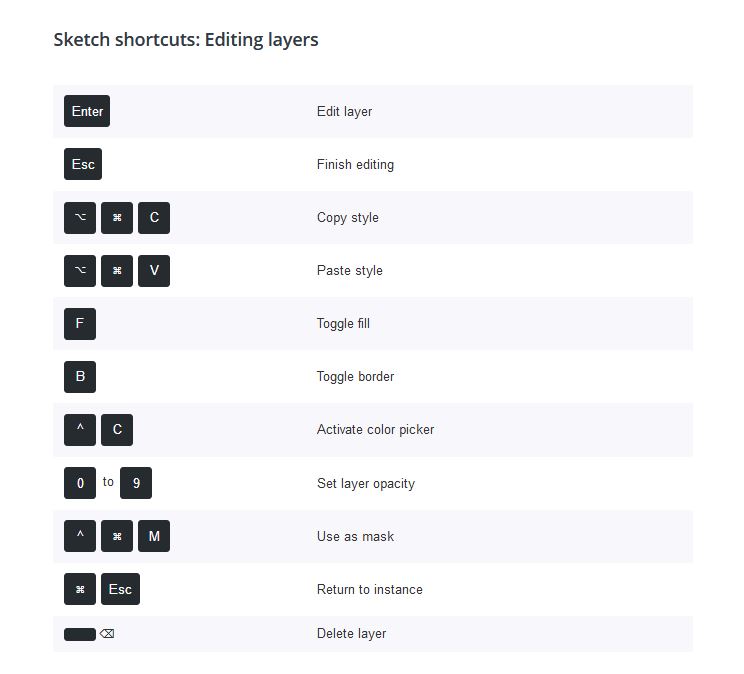 Sketch shortcuts: Editing layers
Enter Edit layer
Esc Finish editing
⌥ ⌘ C Copy style
⌥ ⌘ V Paste style
F Toggle fill
B Toggle border
^ C Activate color picker
0 to 9 Set layer opacity
^ ⌘ M Use as mask
⌘ Esc Return to instance
⌫ Delete layer